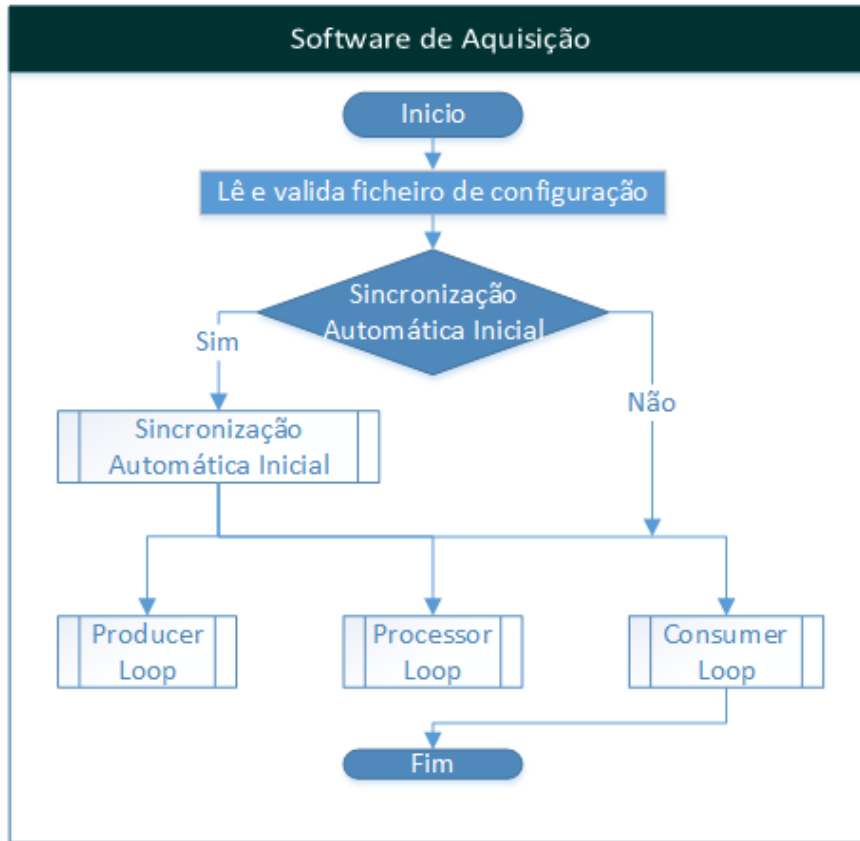 Software de Aquisição
Inicio
Lê e valida ficheiro de configuração
Sincronização
Automática Inicial
Sim
Não
Sincronização
Automática Inicial
Producer
Loop
Processor
Loop
Consumer
Loop
Fim